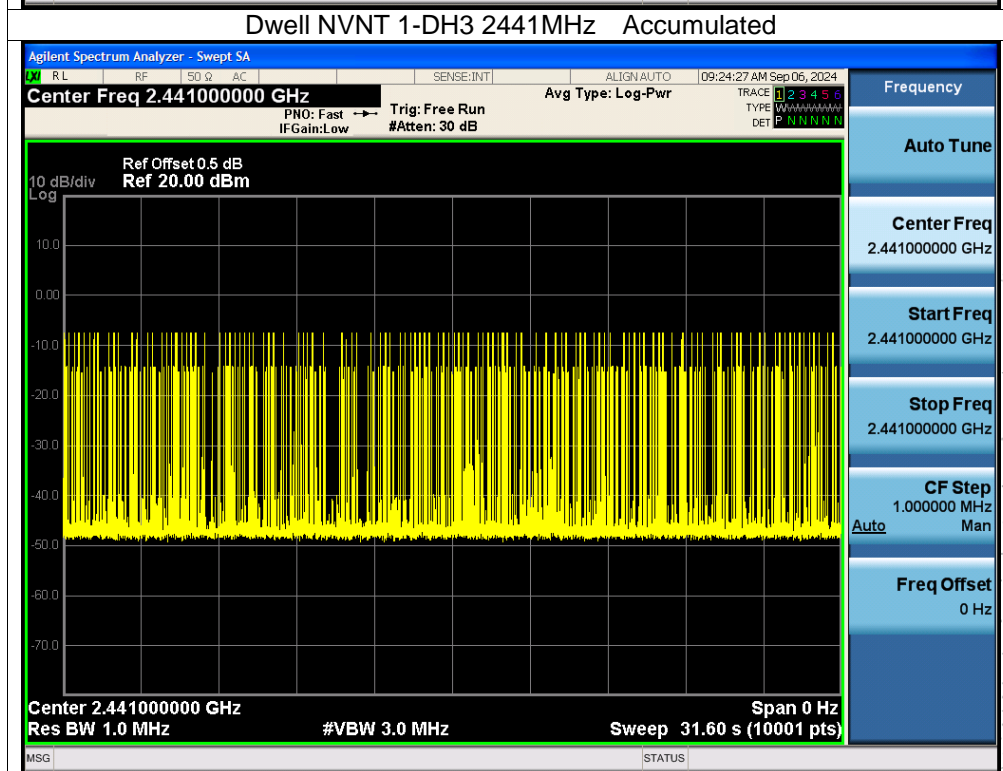 Dwell NVNT 1-DH3 2441MHz Accumulated
Agilent Spectrum Analyzer - Swept SA
LXI RL RF 50 Ω AC SENSE:INT ALIGN AUTO 09:24:27 AM Sep 06, 2024
Center Freq 2.441000000 GHz
PNO: Fast
IFGain:Low
Trig: Free Run
#Atten: 30 dB
Avg Type: Log-Pwr
TRACE 1 2 3 4 5 6
TYPE WWWWWW
DET P N N N N N
Ref Offset 0.5 dB
10 dB/div Ref 20.00 dBm
Log
10.0
0.00
-10.0
-20.0
-30.0
-40.0
-50.0
-60.0
-70.0
Center 2.441000000 GHz Span 0 Hz
Res BW 1.0 MHz #VBW 3.0 MHz Sweep 31.60 s (10001 pts)
MSG STATUS
Frequency
Auto Tune
Center Freq
2.441000000 GHz
Start Freq
2.441000000 GHz
Stop Freq
2.441000000 GHz
CF Step
1.000000 MHz
Auto Man
Freq Offset
0 Hz